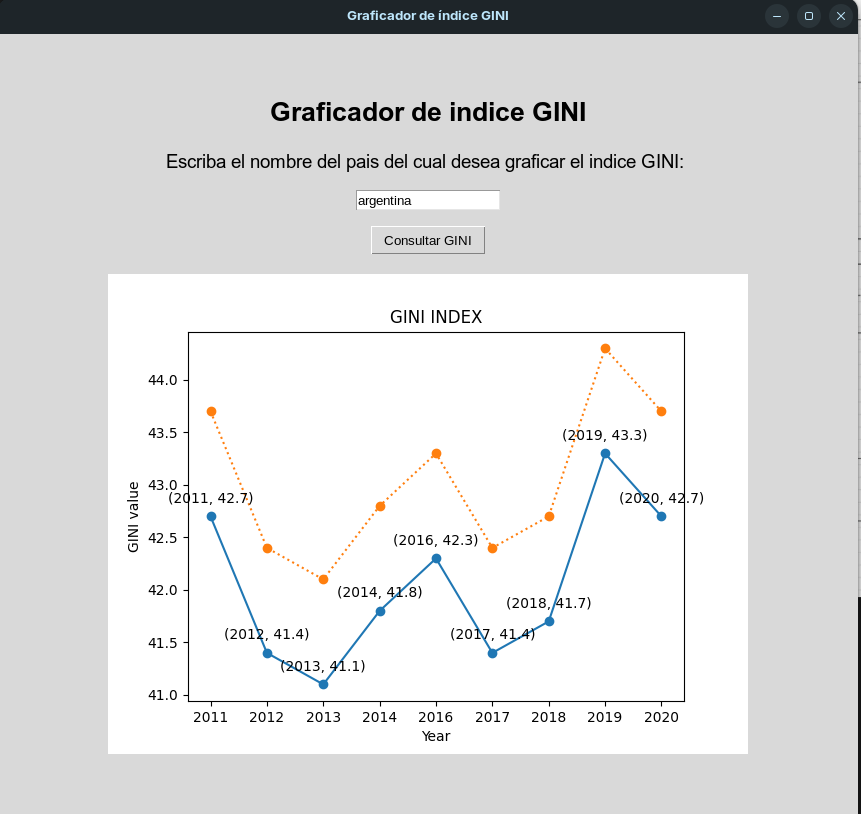 Graficador de índice GINI
Graficador de indice GINI
Escriba el nombre del pais del cual desea graficar el indice GINI:
argentina
Consultar GINI
GINI INDEX
44.0
43.5
43.0
42.5
42.0
41.5
41.0
GINI value
(2011, 42.7)
(2012, 41.4)
(2013, 41.1)
(2014, 41.8)
(2016, 42.3)
(2017, 41.4)
(2018, 41.7)
(2019, 43.3)
(2020, 42.7)
2011 2012 2013 2014 2016 2017 2018 2019 2020
Year